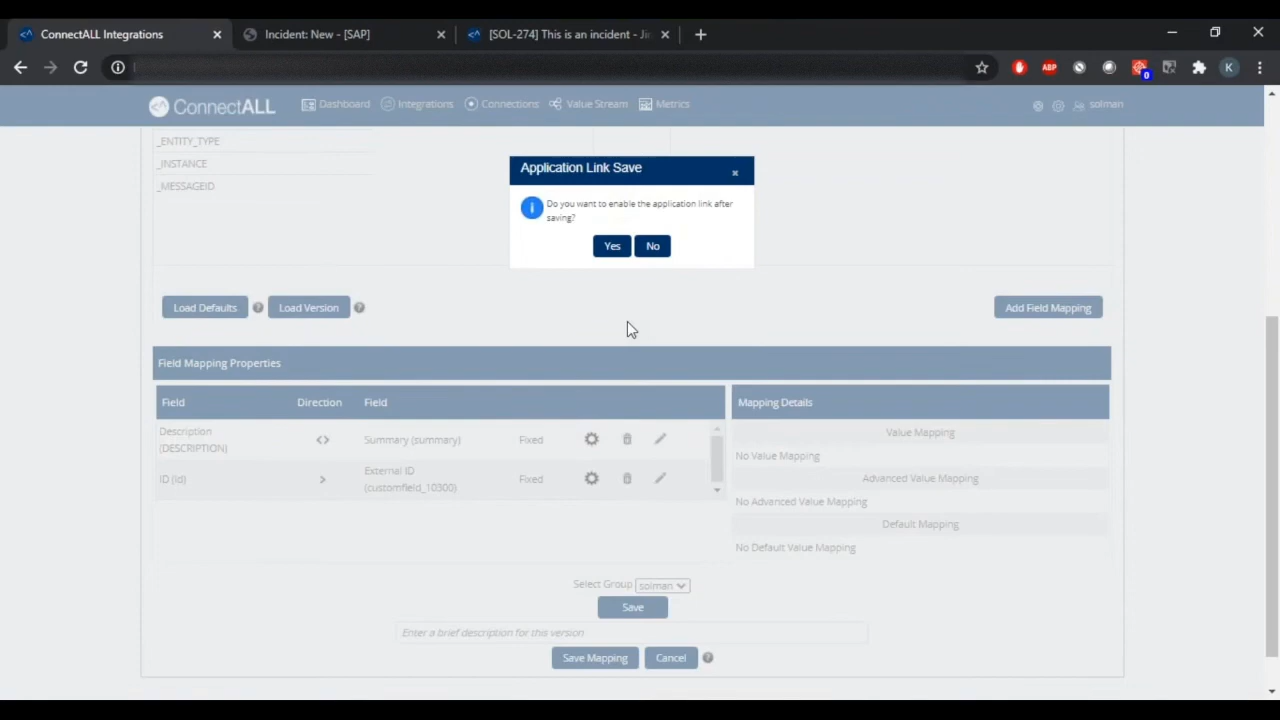 ConnectALL Integrations
Incident: New - [SAP]
[SOL-274] This is an incident - Ji
ABP
0
K
ConnectALL
Dashboard
Integrations
Connections
Value Stream
Metrics
solman
_ENTITY_TYPE
_INSTANCE
_MESSAGEID
Application Link Save
Do you want to enable the application link after
saving?
Yes
No
Load Defaults
Load Version
Add Field Mapping
Field Mapping Properties
Field
Direction
Field
Mapping Details
Description
(DESCRIPTION)
<>
Summary (summary)
Fixed
ID (id)
>
External ID
(customfield_10300)
Fixed
Value Mapping
No Value Mapping
Advanced Value Mapping
No Advanced Value Mapping
Default Mapping
No Default Value Mapping
Select Group
solman
Save
Enter a brief description for this version
Save Mapping
Cancel